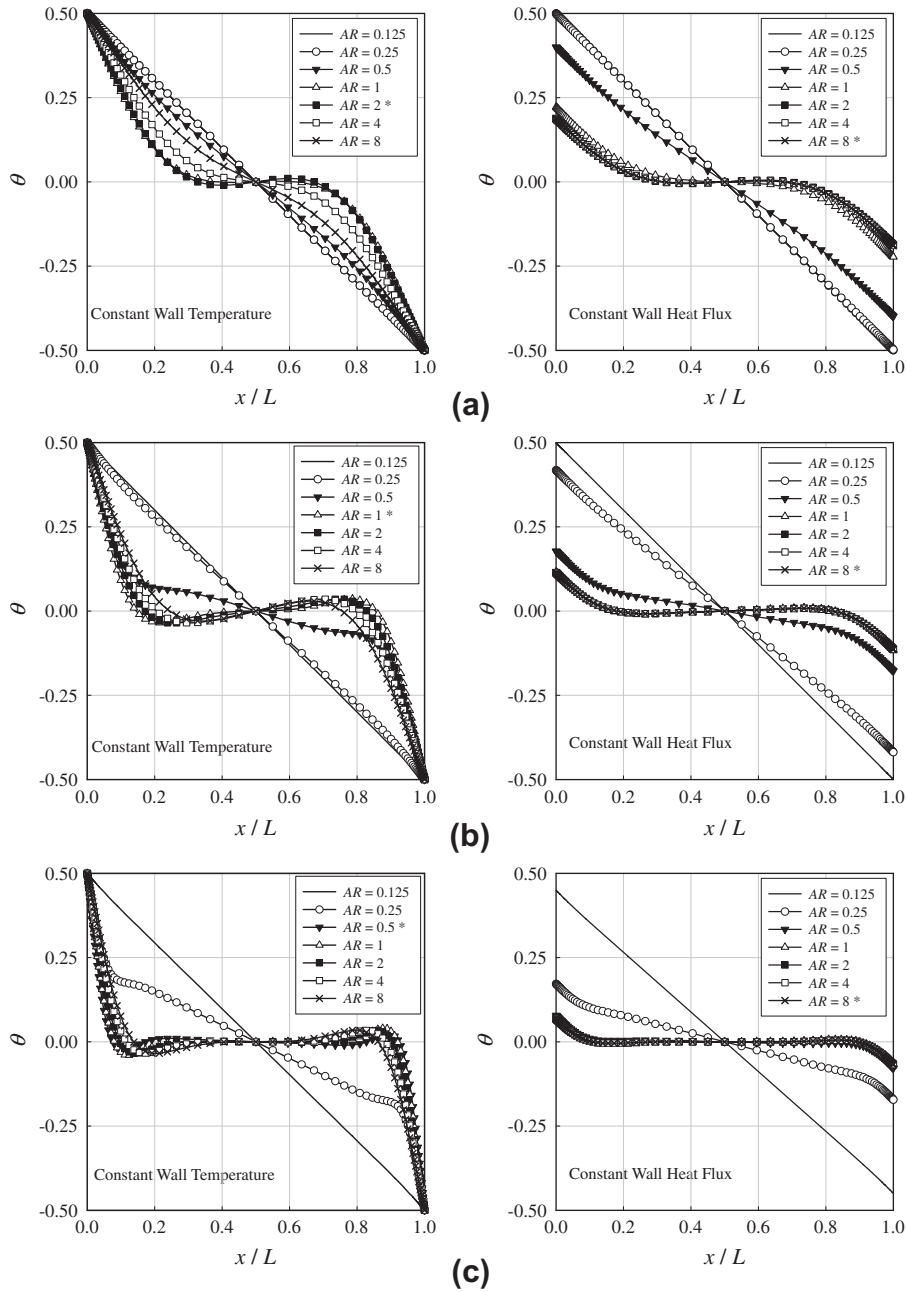 0.50
0.25
0.00
-0.25
-0.50
θ
AR = 0.125
AR = 0.25
AR = 0.5
AR = 1
AR = 2 *
AR = 4
AR = 8
Constant Wall Temperature
0.0 0.2 0.4 0.6 0.8 1.0
x / L
0.50
0.25
0.00
-0.25
-0.50
θ
AR = 0.125
AR = 0.25
AR = 0.5
AR = 1
AR = 2
AR = 4
AR = 8 *
Constant Wall Heat Flux
0.0 0.2 0.4 0.6 0.8 1.0
x / L
(a)
0.50
0.25
0.00
-0.25
-0.50
θ
AR = 0.125
AR = 0.25
AR = 0.5
AR = 1 *
AR = 2
AR = 4
AR = 8
Constant Wall Temperature
0.0 0.2 0.4 0.6 0.8 1.0
x / L
0.50
0.25
0.00
-0.25
-0.50
θ
AR = 0.125
AR = 0.25
AR = 0.5
AR = 1
AR = 2
AR = 4
AR = 8 *
Constant Wall Heat Flux
0.0 0.2 0.4 0.6 0.8 1.0
x / L
(b)
0.50
0.25
0.00
-0.25
-0.50
θ
AR = 0.125
AR = 0.25
AR = 0.5 *
AR = 1
AR = 2
AR = 4
AR = 8
Constant Wall Temperature
0.0 0.2 0.4 0.6 0.8 1.0
x / L
0.50
0.25
0.00
-0.25
-0.50
θ
AR = 0.125
AR = 0.25
AR = 0.5
AR = 1
AR = 2
AR = 4
AR = 8 *
Constant Wall Heat Flux
0.0 0.2 0.4 0.6 0.8 1.0
x / L
(c)